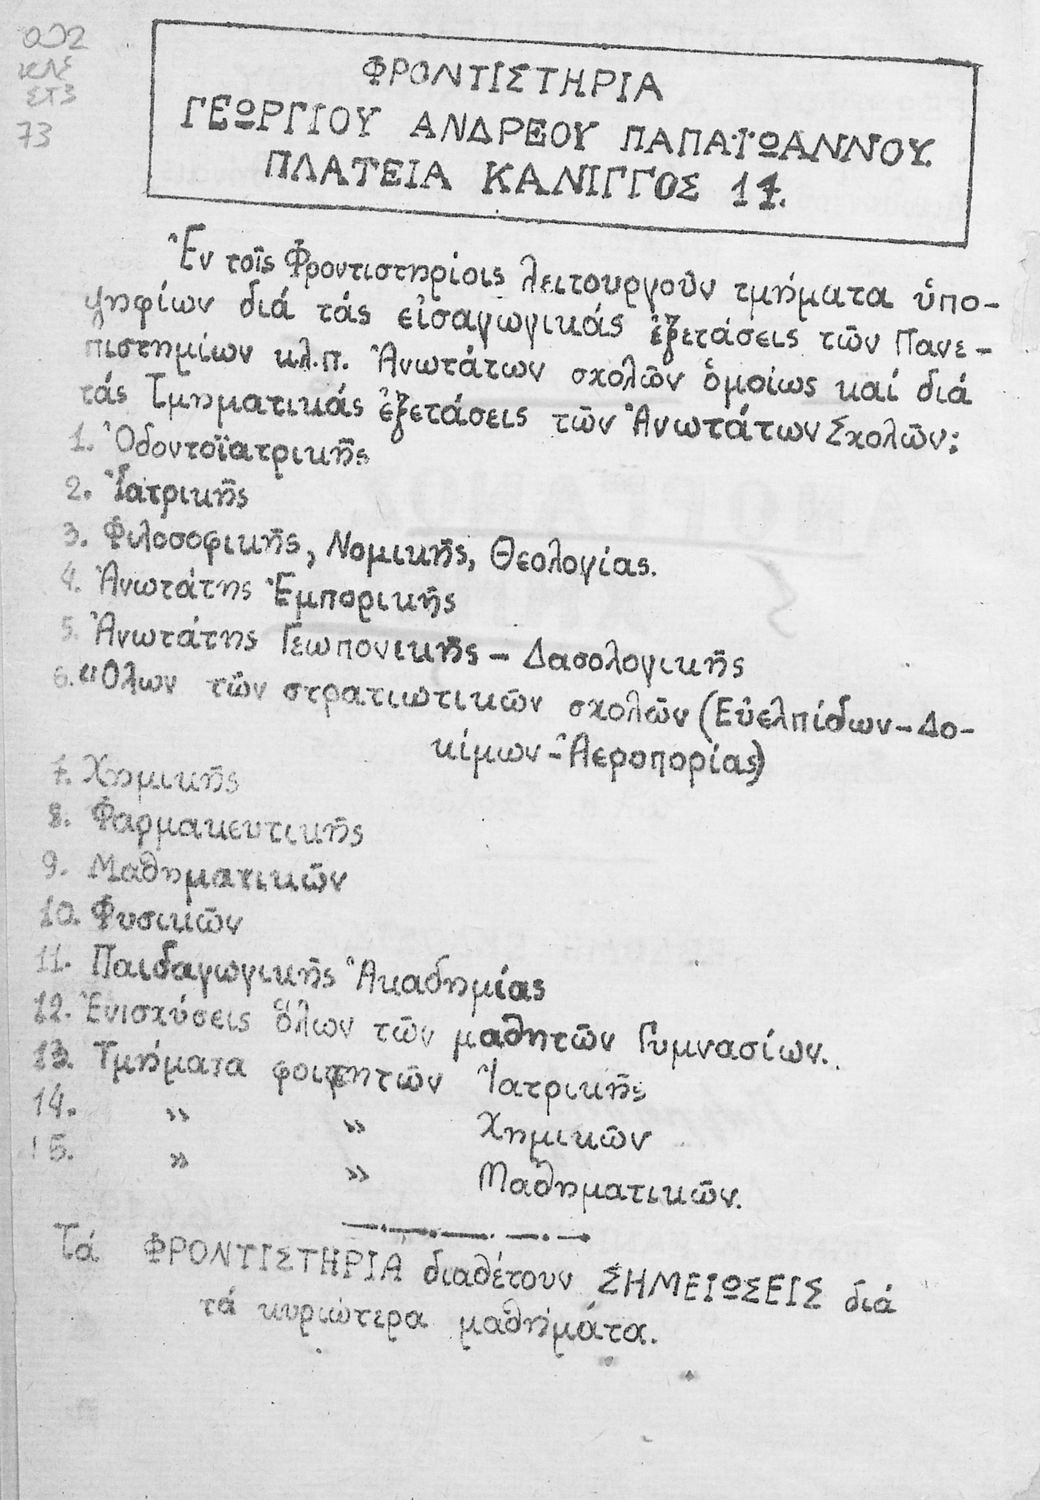 ΦΡΟΝΤΙΣΤΗΡΙΑ
ΓΕΩΡΓΙΟΥ ΑΝΔΡΕΟΥ ΠΑΠΑΪΩΑΝΝΟΥ
ΠΛΑΤΕΙΑ ΚΑΝΙΓΓΟΣ 11.
Ἐν τοῖς Φροντιστηρίοις λειτουργοῦν τμήματα ὑπο-
ψηφίων διά τάς εἰσαγωγικάς ἐξετάσεις τῶν Πανε-
πιστημίων κλ.π. Ἀνωτάτων σχολῶν ὁμοίως καί διά
τάς Τμηματικάς ἐξετάσεις τῶν Ἀνωτάτων Σχολῶν:
1. Ὀδοντοϊατρικῆς
2. Ἰατρικῆς
3. Φιλοσοφικῆς, Νομικῆς, Θεολογίας.
4. Ἀνωτάτης Ἐμπορικῆς
5. Ἀνωτάτης Γεωπονικῆς - Δασολογικῆς
6. Ὅλων τῶν στρατιωτικῶν σχολῶν (Εὐελπίδων-Δο-
κίμων-Ἀεροπορίας)
7. Χημικῆς
8. Φαρμακευτικῆς
9. Μαθηματικῶν
10. Φυσικῶν
11. Παιδαγωγικῆς Ἀκαδημίας
12. Ἐνισχύσεις ὅλων τῶν μαθητῶν Γυμνασίων.
13. Τμήματα φοιτητῶν Ἰατρικῆς
14. » » Χημικῶν
15. » » Μαθηματικῶν.
Τά ΦΡΟΝΤΙΣΤΗΡΙΑ διαθέτουν ΣΗΜΕΙΩΣΕΙΣ διά
τά κυριώτερα μαθήματα.